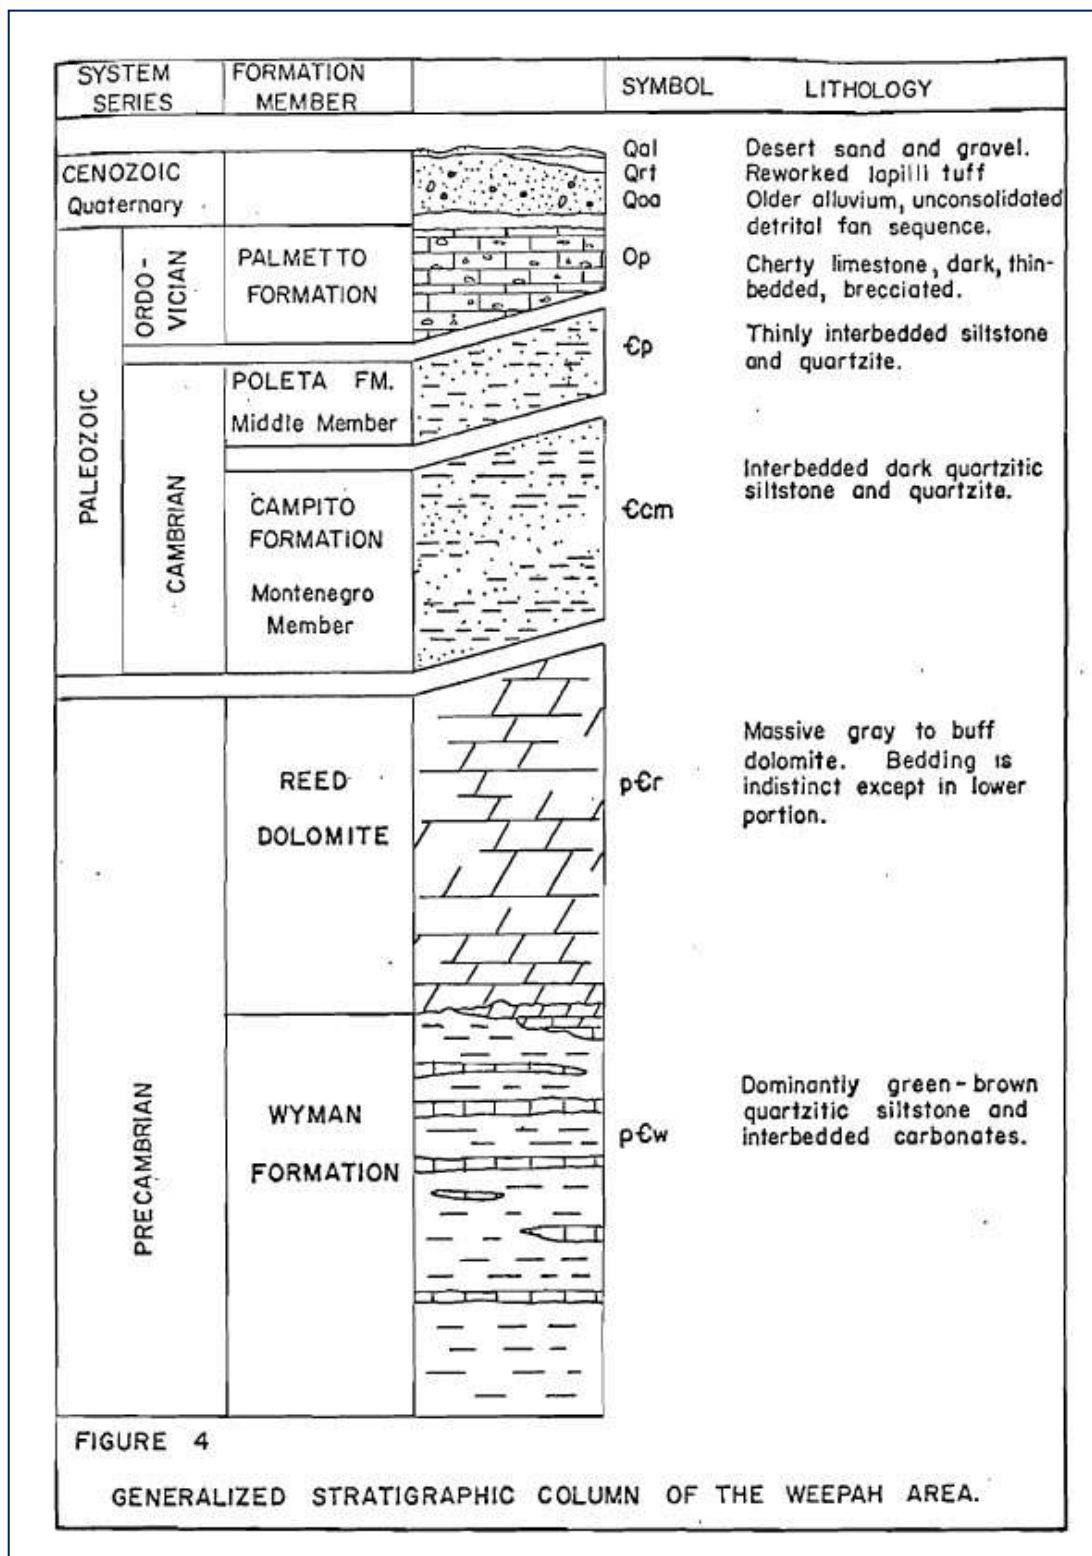 SYSTEM
SERIES
FORMATION
MEMBER
SYMBOL
LITHOLOGY
CENOZOIC
Quaternary
Qal
Desert sand and gravel.
Qrt
Reworked lapilli tuff
Qoa
Older alluvium, unconsolidated
detrital fan sequence.
PALEOZOIC
ORDO-
VICIAN
PALMETTO
FORMATION
Op
Cherty limestone, dark, thin-
bedded, brecciated.
CAMBRIAN
POLETA FM.
Middle Member
Єp
Thinly interbedded siltstone
and quartzite.
CAMPITO
FORMATION
Montenegro
Member
Єcm
Interbedded dark quartzitic
siltstone and quartzite.
PRECAMBRIAN
REED
DOLOMITE
pЄr
Massive gray to buff
dolomite. Bedding is
indistinct except in lower
portion.
WYMAN
FORMATION
pЄw
Dominantly green-brown
quartzitic siltstone and
interbedded carbonates.
FIGURE 4
GENERALIZED STRATIGRAPHIC COLUMN OF THE WEEPAH AREA.